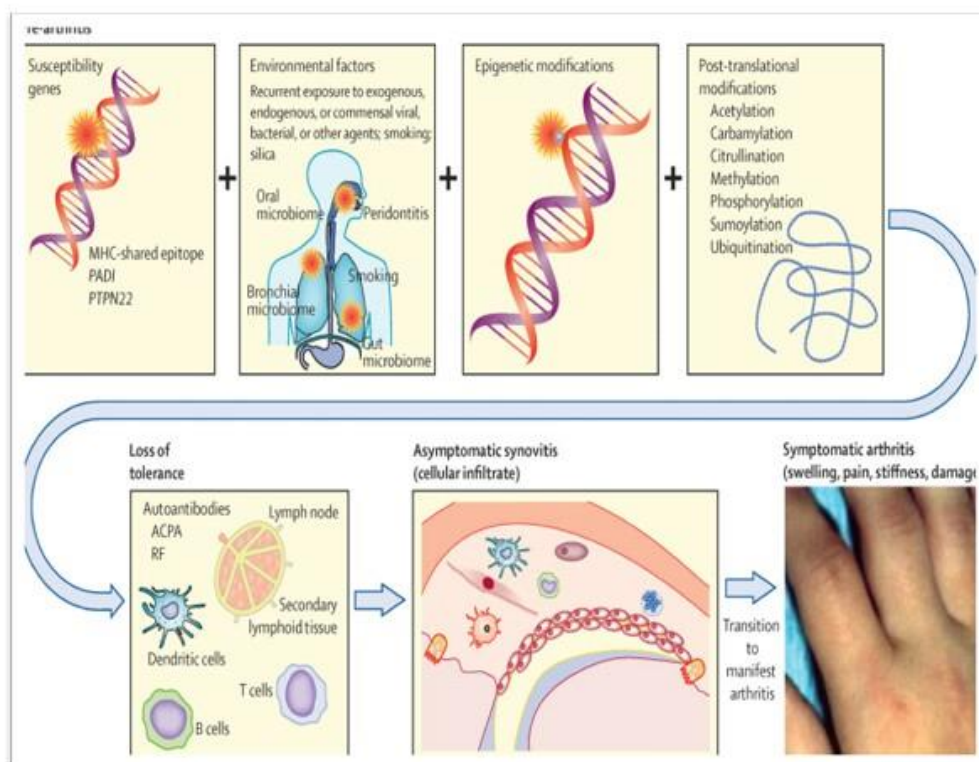 Susceptibility
genes
MHC-shared epitope
PADI
PTPN22
+
Environmental factors
Recurrent exposure to exogenous,
endogenous, or commensal viral,
bacterial, or other agents; smoking;
silica
Oral
microbiome
Peridontitis
Smoking
Bronchial
microbiome
Gut
microbiome
+
Epigenetic modifications
+
Post-translational
modifications
Acetylation
Carbamylation
Citrullination
Methylation
Phosphorylation
Sumoylation
Ubiquitination
Loss of
tolerance
Autoantibodies
ACPA
RF
Lymph node
Secondary
lymphoid tissue
Dendritic cells
T cells
B cells
Asymptomatic synovitis
(cellular infiltrate)
Transition
to
manifest
arthritis
Symptomatic arthritis
(swelling, pain, stiffness, damage